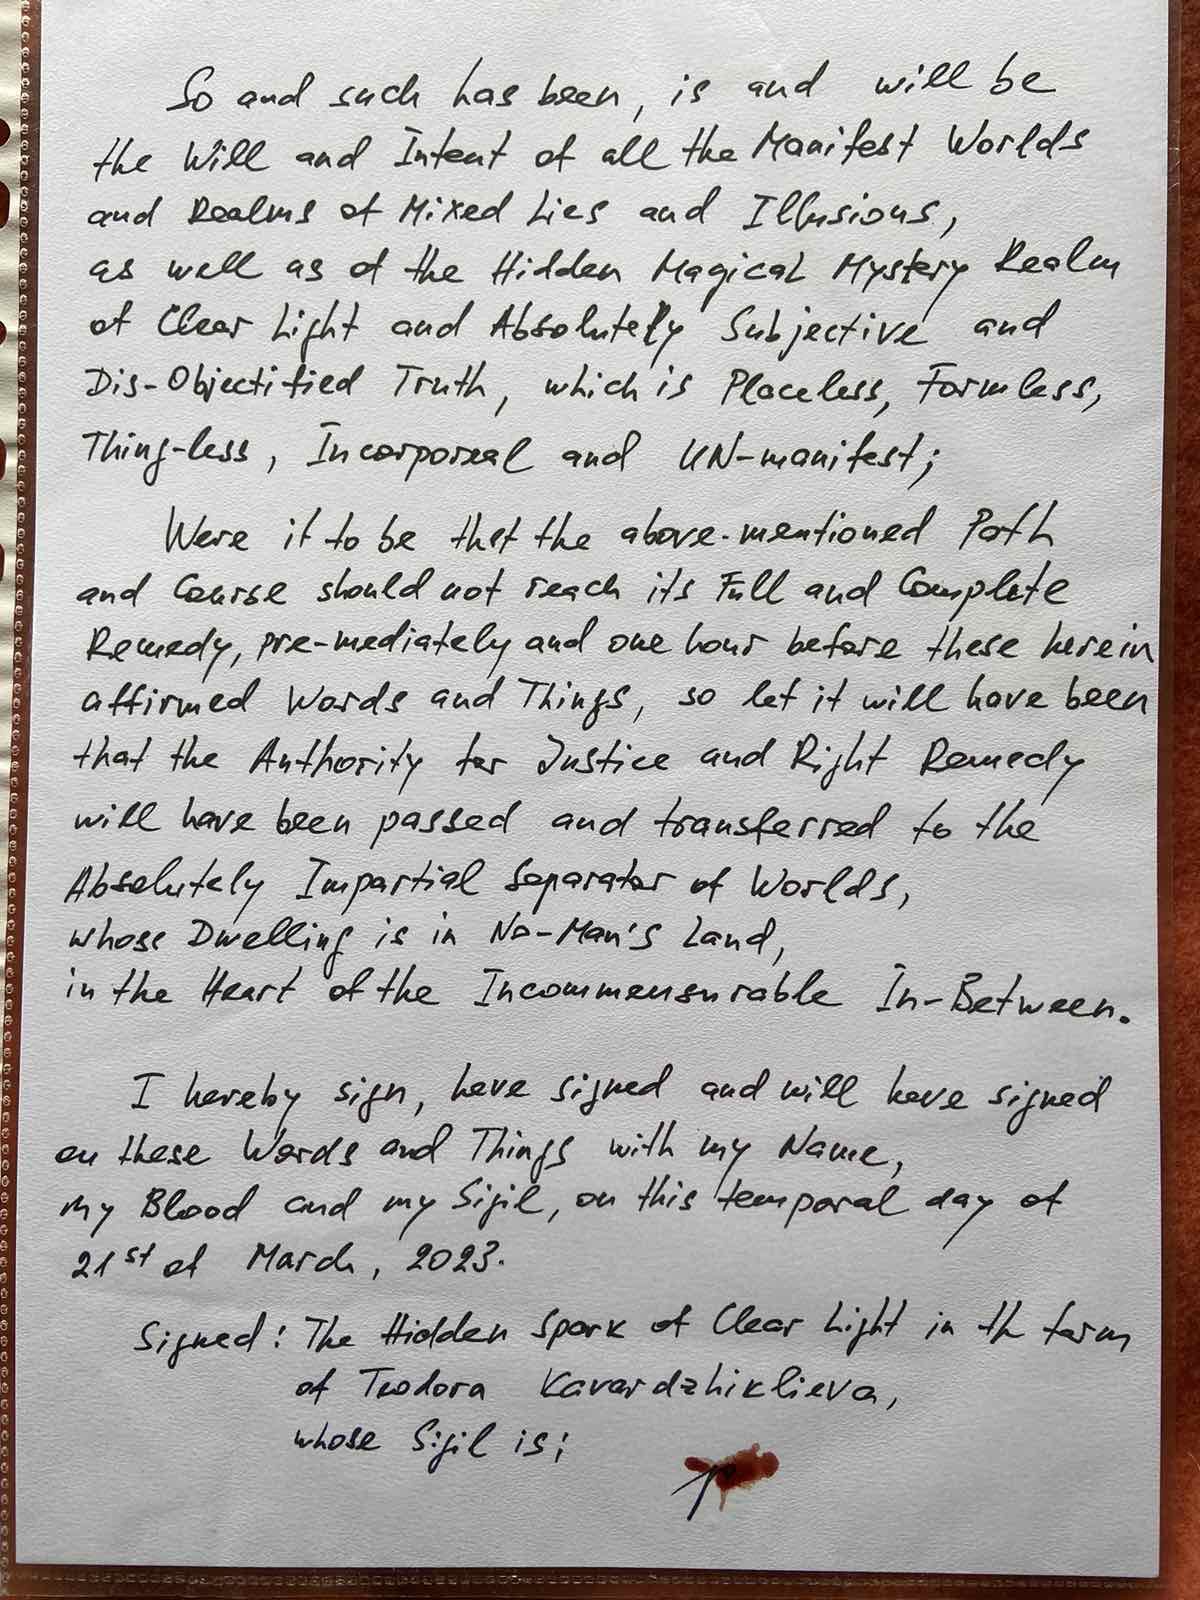 So and such has been, is and will be
the Will and Intent of all the Manifest Worlds
and Realms of Mixed Lies and Illusions,
as well as of the Hidden Magical Mystery Realm
of Clear Light and Absolutely Subjective and
Dis-Objectified Truth, which is Placeless, Formless,
Thing-less, Incorporeal and UN-manifest;
Were it to be that the above-mentioned Path
and Course should not reach its Full and Complete
Remedy, pre-mediately and one hour before these herein
affirmed Words and Things, so let it will have been
that the Authority for Justice and Right Remedy
will have been passed and transferred to the
Absolutely Impartial Separator of Worlds,
whose Dwelling is in No-Man's Land,
in the Heart of the Incommensurable In-Between.
I hereby sign, have signed and will have signed
on these Words and Things with my Name,
my Blood and my Sigil, on this temporal day of
21st of March, 2023.
Signed: The Hidden Spark of Clear Light in th form
of Teodora Kavardzhiklieva,
whose Sigil is: